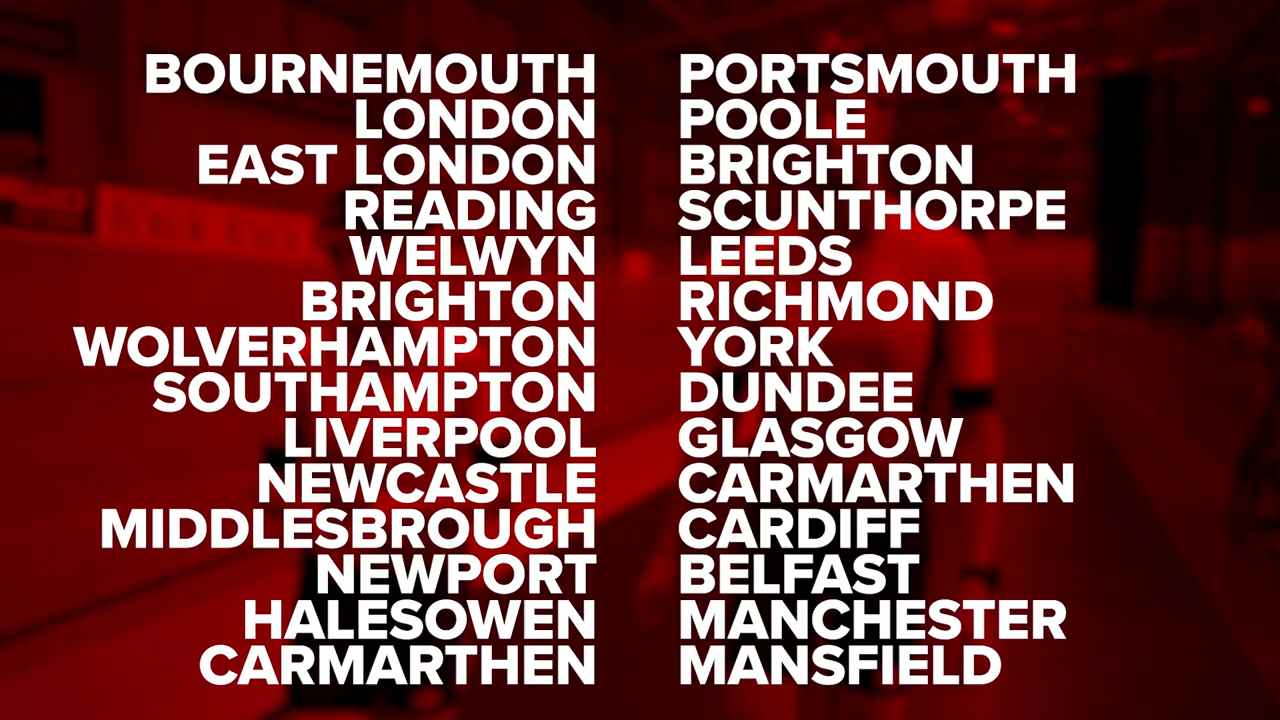 BOURNEMOUTH
LONDON
EAST LONDON
READING
WELWYN
BRIGHTON
WOLVERHAMPTON
SOUTHAMPTON
LIVERPOOL
NEWCASTLE
MIDDLESBROUGH
NEWPORT
HALESOWEN
CARMARTHEN
PORTSMOUTH
POOLE
BRIGHTON
SCUNTHORPE
LEEDS
RICHMOND
YORK
DUNDEE
GLASGOW
CARMARTHEN
CARDIFF
BELFAST
MANCHESTER
MANSFIELD